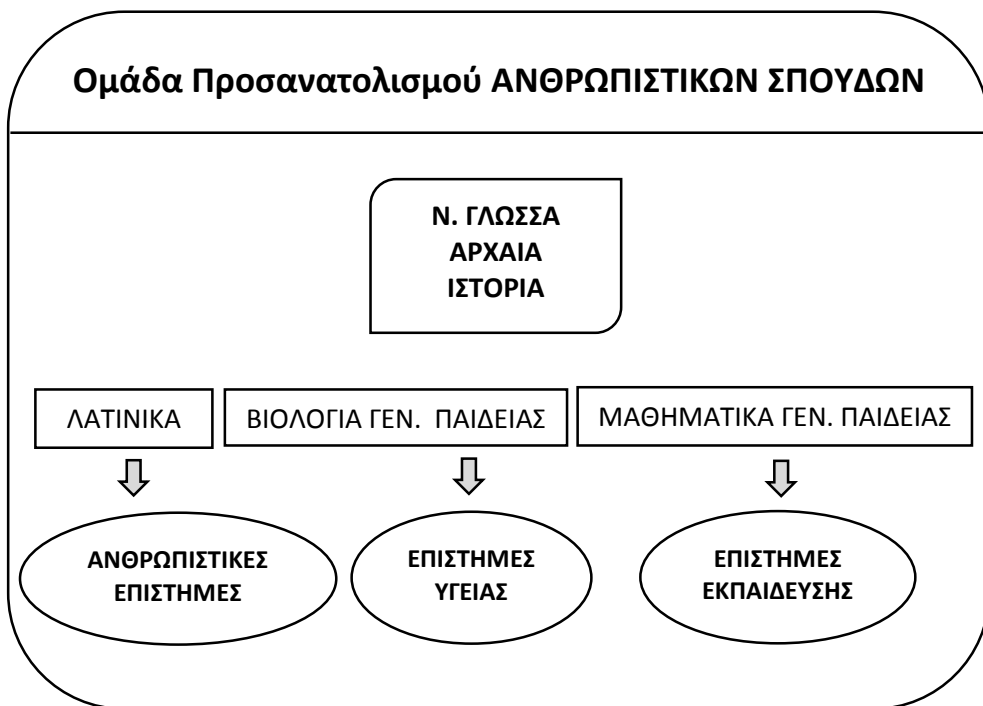 Ομάδα Προσανατολισμού ΑΝΘΡΩΠΙΣΤΙΚΩΝ ΣΠΟΥΔΩΝ
Ν. ΓΛΩΣΣΑ
ΑΡΧΑΙΑ
ΙΣΤΟΡΙΑ
ΛΑΤΙΝΙΚΑ
ΒΙΟΛΟΓΙΑ ΓΕΝ. ΠΑΙΔΕΙΑΣ
ΜΑΘΗΜΑΤΙΚΑ ΓΕΝ. ΠΑΙΔΕΙΑΣ
ΑΝΘΡΩΠΙΣΤΙΚΕΣ
ΕΠΙΣΤΗΜΕΣ
ΕΠΙΣΤΗΜΕΣ
ΥΓΕΙΑΣ
ΕΠΙΣΤΗΜΕΣ
ΕΚΠΑΙΔΕΥΣΗΣ